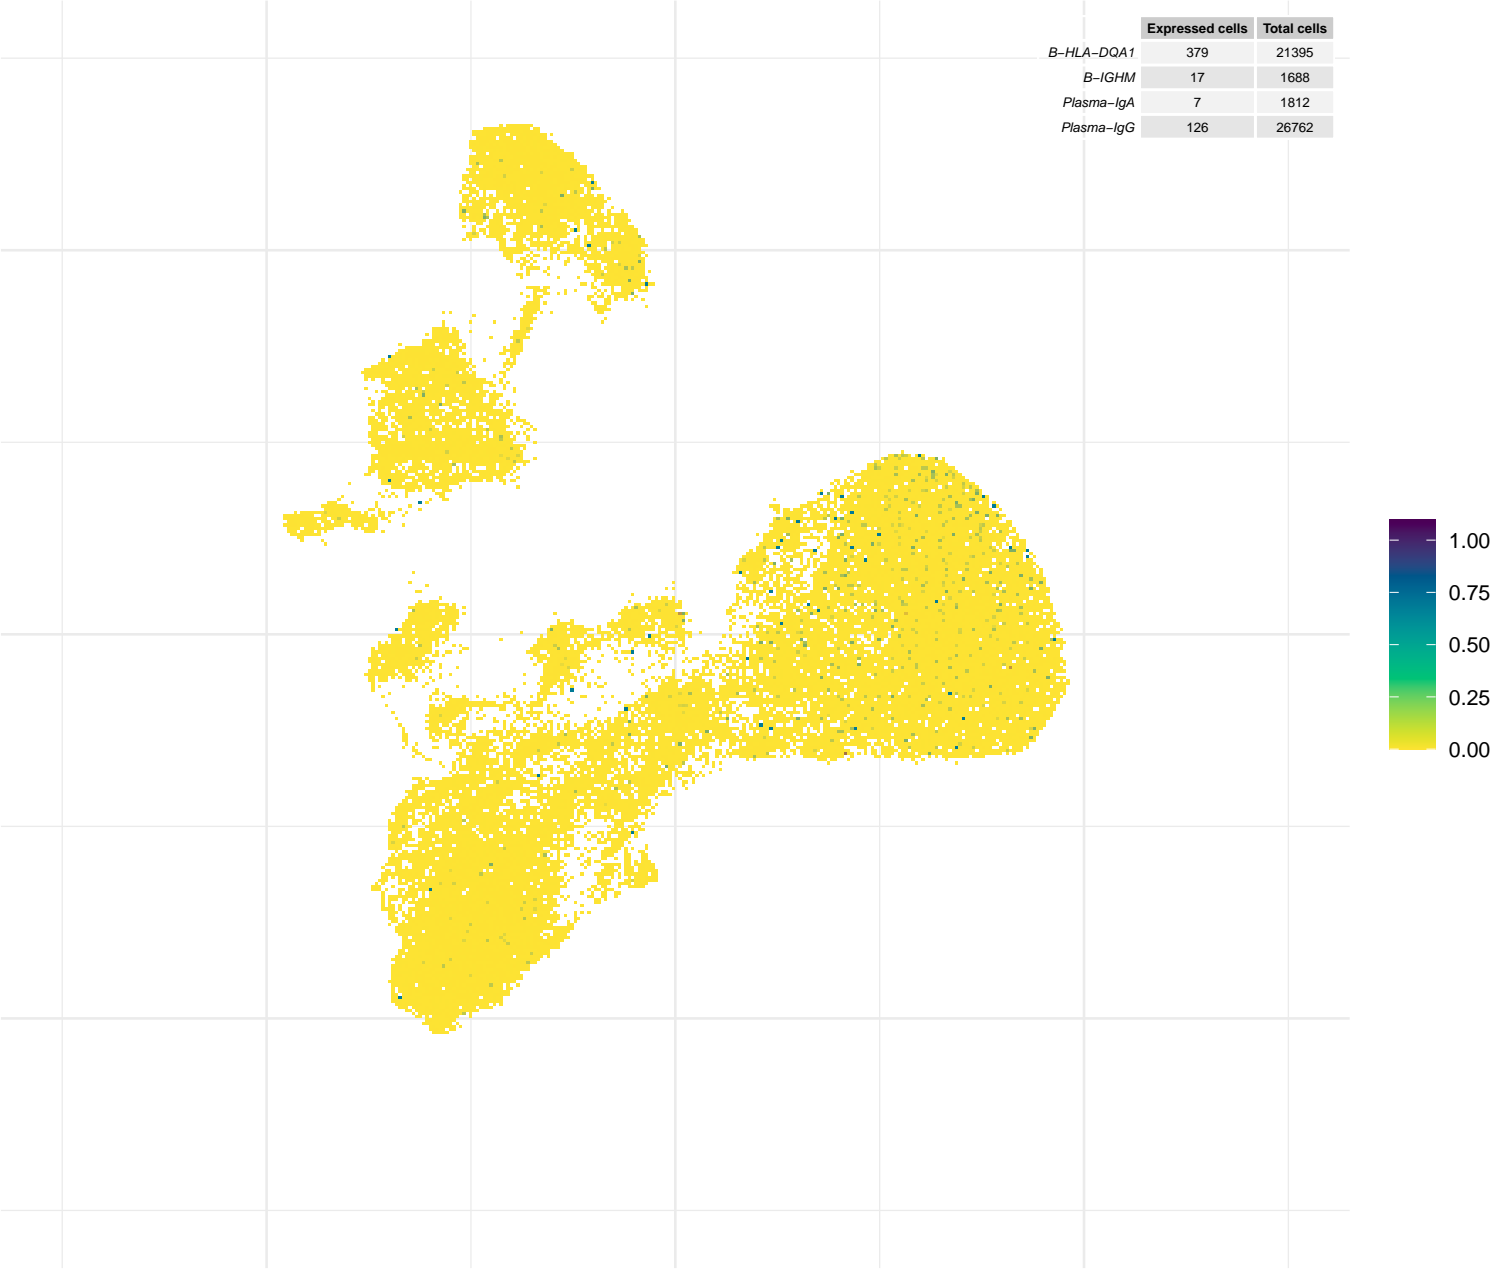 Expressed cells Total cells
B−HLA−DQA1 379 21395
B−IGHM 17 1688
Plasma−IgA 7 1812
Plasma−IgG 126 26762
1.00
0.75
0.50
0.25
0.00